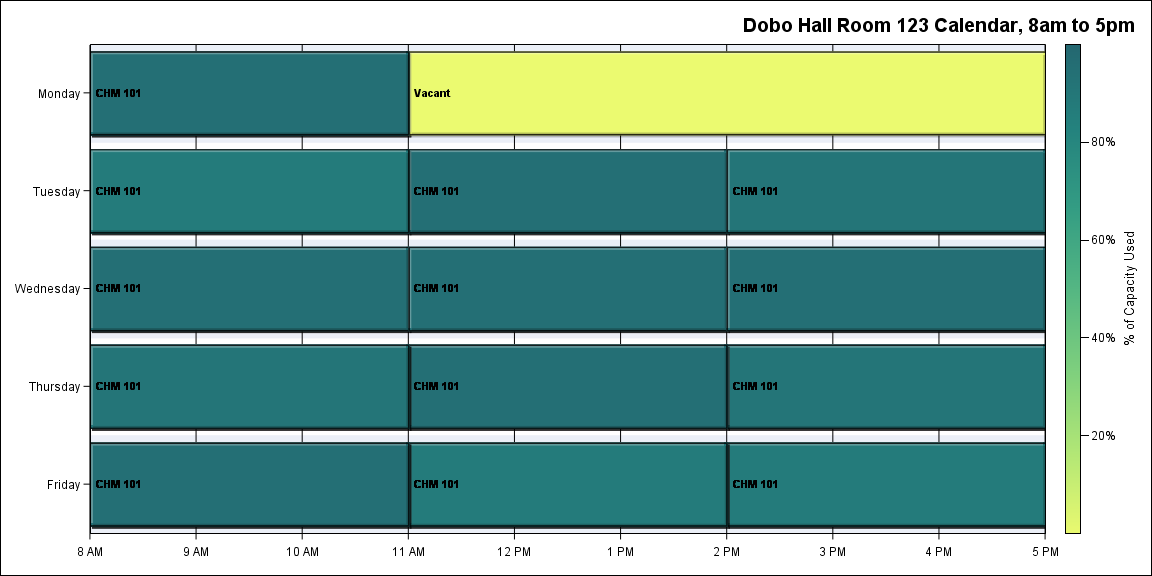 Dobo Hall Room 123 Calendar, 8am to 5pm
Monday CHM 101 Vacant
Tuesday CHM 101 CHM 101 CHM 101
Wednesday CHM 101 CHM 101 CHM 101
Thursday CHM 101 CHM 101 CHM 101
Friday CHM 101 CHM 101 CHM 101
8 AM 9 AM 10 AM 11 AM 12 PM 1 PM 2 PM 3 PM 4 PM 5 PM
80%
60%
40%
20%
% of Capacity Used